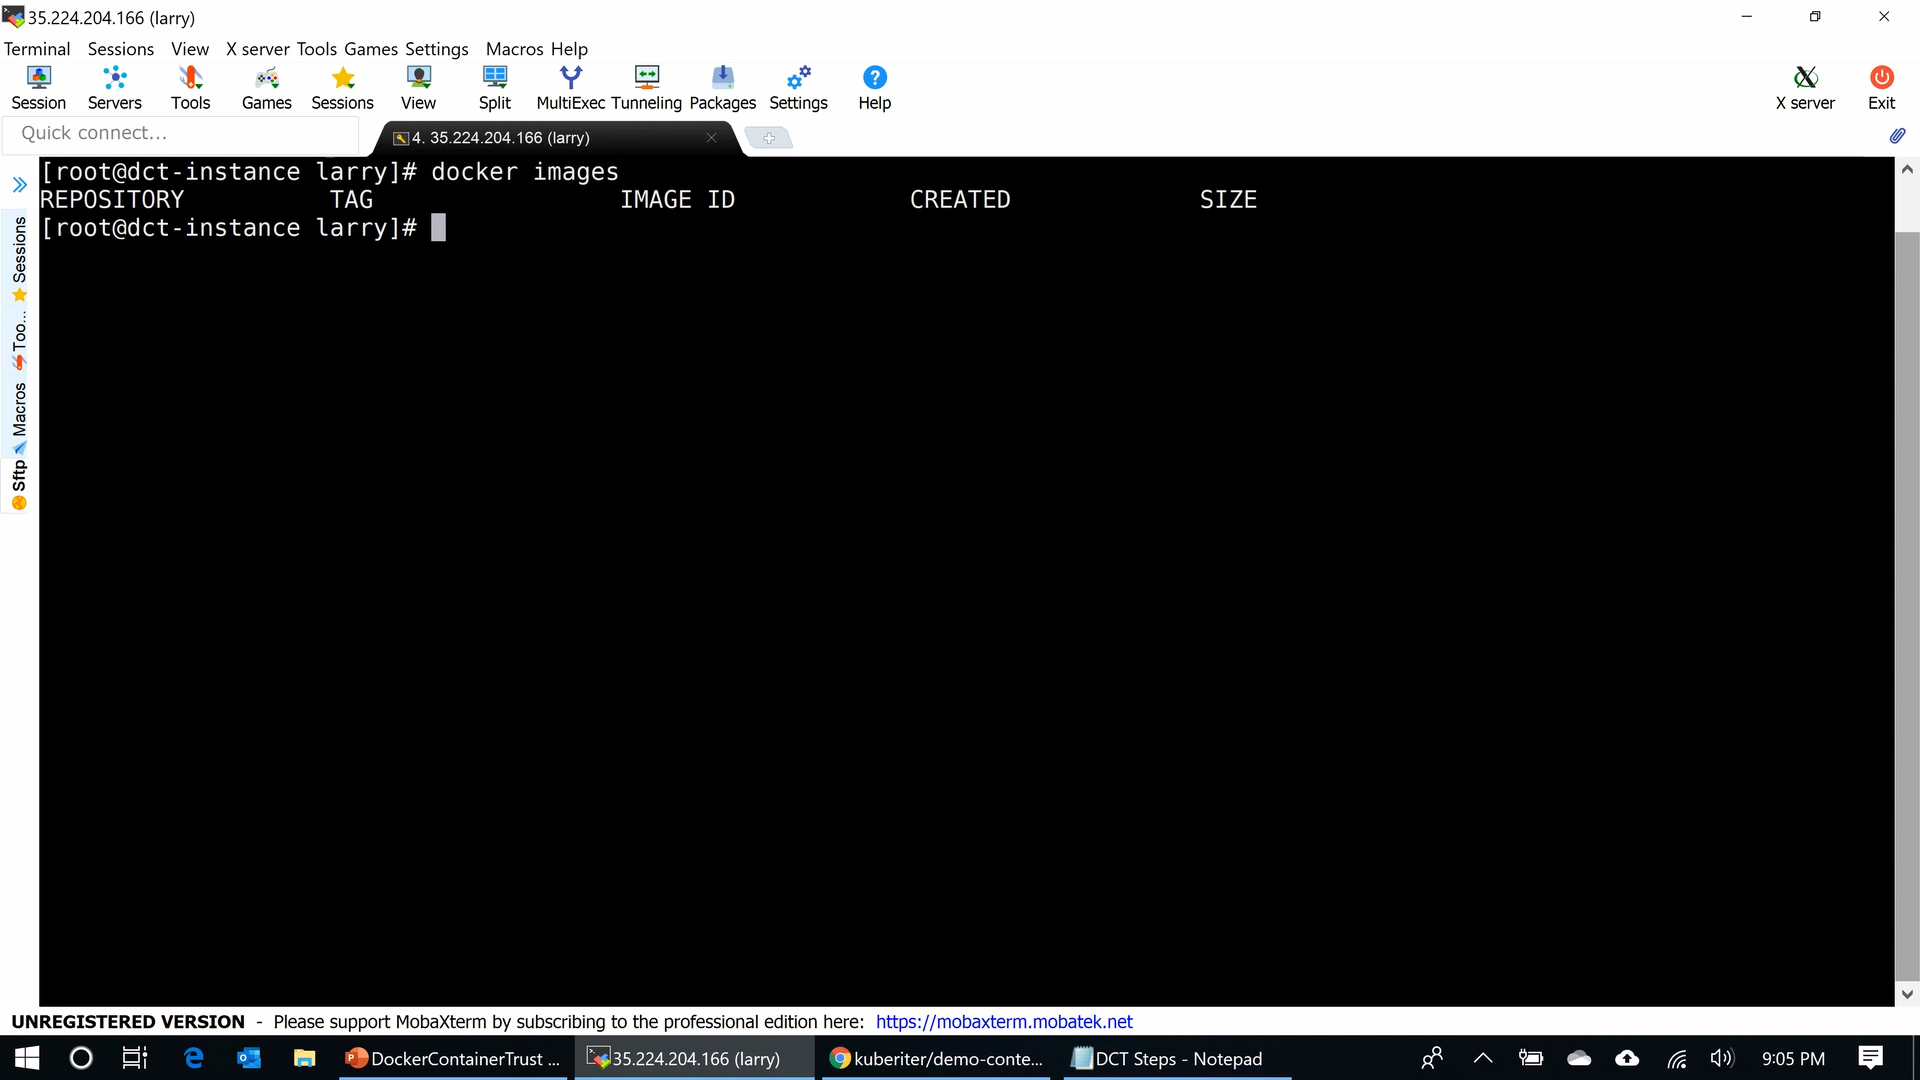 35.224.204.166 (larry)
Terminal Sessions View X server Tools Games Settings Macros Help
Session Servers Tools Games Sessions View Split MultiExec Tunneling Packages Settings Help X server Exit
Quick connect...
4. 35.224.204.166 (larry)
[root@dct-instance larry]# docker images
REPOSITORY TAG IMAGE ID CREATED SIZE
[root@dct-instance larry]#
Sessions
Too...
Macros
Sftp
UNREGISTERED VERSION - Please support MobaXterm by subscribing to the professional edition here: https://mobaxterm.mobatek.net
DockerContainerTrust ... 35.224.204.166 (larry) kuberiter/demo-conte... DCT Steps - Notepad 9:05 PM